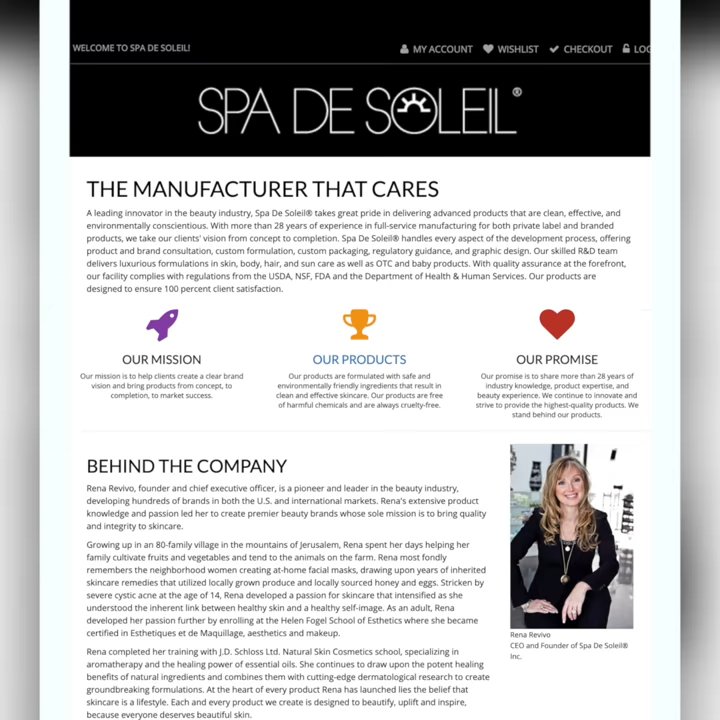 WELCOME TO SPA DE SOLEIL!
MY ACCOUNT WISHLIST CHECKOUT
SPA DE SOLEIL®
THE MANUFACTURER THAT CARES
A leading innovator in the beauty industry, Spa De Soleil® takes great pride in delivering advanced products that are clean, effective, and
environmentally conscientious. With more than 28 years of experience in full-service manufacturing for both private label and branded
products, we take our clients' vision from concept to completion. Spa De Soleil® handles every aspect of the development process, offering
product and brand consultation, custom formulation, custom packaging, regulatory guidance, and graphic design. Our skilled R&D team
delivers luxurious formulations in skin, body, hair, and sun care as well as OTC and baby products. With quality assurance at the forefront,
our facility complies with regulations from the USDA, NSF, FDA and the Department of Health & Human Services. Our products are
designed to ensure 100 percent client satisfaction.
OUR MISSION
Our mission is to help clients create a clear brand
vision and bring products from concept, to
completion, to market success.
OUR PRODUCTS
Our products are formulated with safe and
environmentally friendly ingredients that result in
clean and effective skincare. Our products are free
of harmful chemicals and are always cruelty-free.
OUR PROMISE
Our promise is to share more than 28 years of
industry knowledge, product expertise, and
beauty experience. We continue to innovate and
strive to provide the highest-quality products. We
stand behind our products.
BEHIND THE COMPANY
Rena Revivo, founder and chief executive officer, is a pioneer and leader in the beauty industry,
developing hundreds of brands in both the U.S. and international markets. Rena's extensive product
knowledge and passion led her to create premier beauty brands whose sole mission is to bring quality
and integrity to skincare.
Growing up in an 80-family village in the mountains of Jerusalem, Rena spent her days helping her
family cultivate fruits and vegetables and tend to the animals on the farm. Rena most fondly
remembers the neighborhood women creating at-home facial masks, drawing upon years of inherited
skincare remedies that utilized locally grown produce and locally sourced honey and eggs. Stricken by
severe cystic acne at the age of 14, Rena developed a passion for skincare that intensified as she
understood the inherent link between healthy skin and a healthy self-image. As an adult, Rena
developed her passion further by enrolling at the Helen Fogel School of Esthetics where she became
certified in Esthetiques et de Maquillage, aesthetics and makeup.
Rena completed her training with J.D. Schloss Ltd. Natural Skin Cosmetics school, specializing in
aromatherapy and the healing power of essential oils. She continues to draw upon the potent healing
benefits of natural ingredients and combines them with cutting-edge dermatological research to create
groundbreaking formulations. At the heart of every product Rena has launched lies the belief that
skincare is a lifestyle. Each and every product we create is designed to beautify, uplift and inspire,
because everyone deserves beautiful skin.
Rena Revivo
CEO and Founder of Spa De Soleil®
Inc.